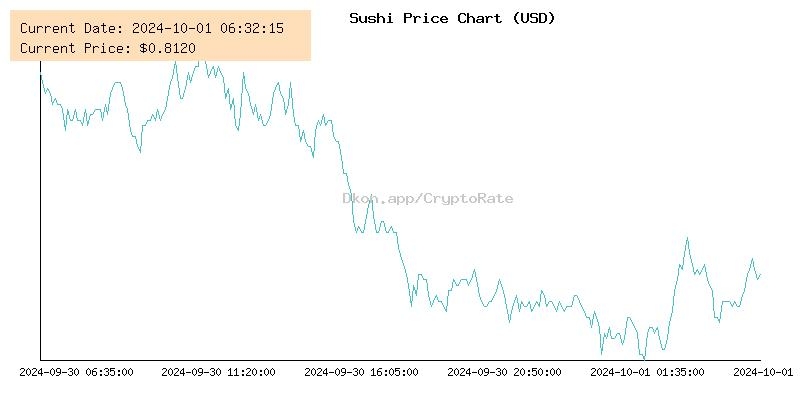 Sushi Price Chart (USD)
Current Date: 2024-10-01 06:32:15
Current Price: $0.8120
Dkoh.app/CryptoRate
2024-09-30 06:35:00
2024-09-30 11:20:00
2024-09-30 16:05:00
2024-09-30 20:50:00
2024-10-01 01:35:00
2024-10-01